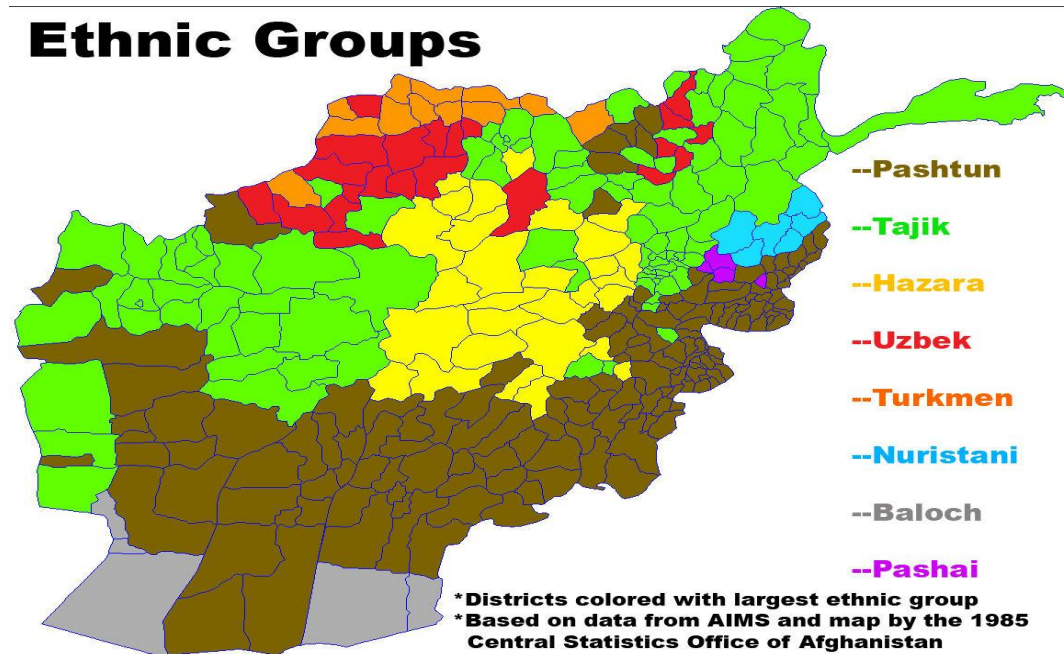 Ethnic Groups
--Pashtun
--Tajik
--Hazara
--Uzbek
--Turkmen
--Nuristani
--Baloch
--Pashai
*Districts colored with largest ethnic group
*Based on data from AIMS and map by the 1985
Central Statistics Office of Afghanistan